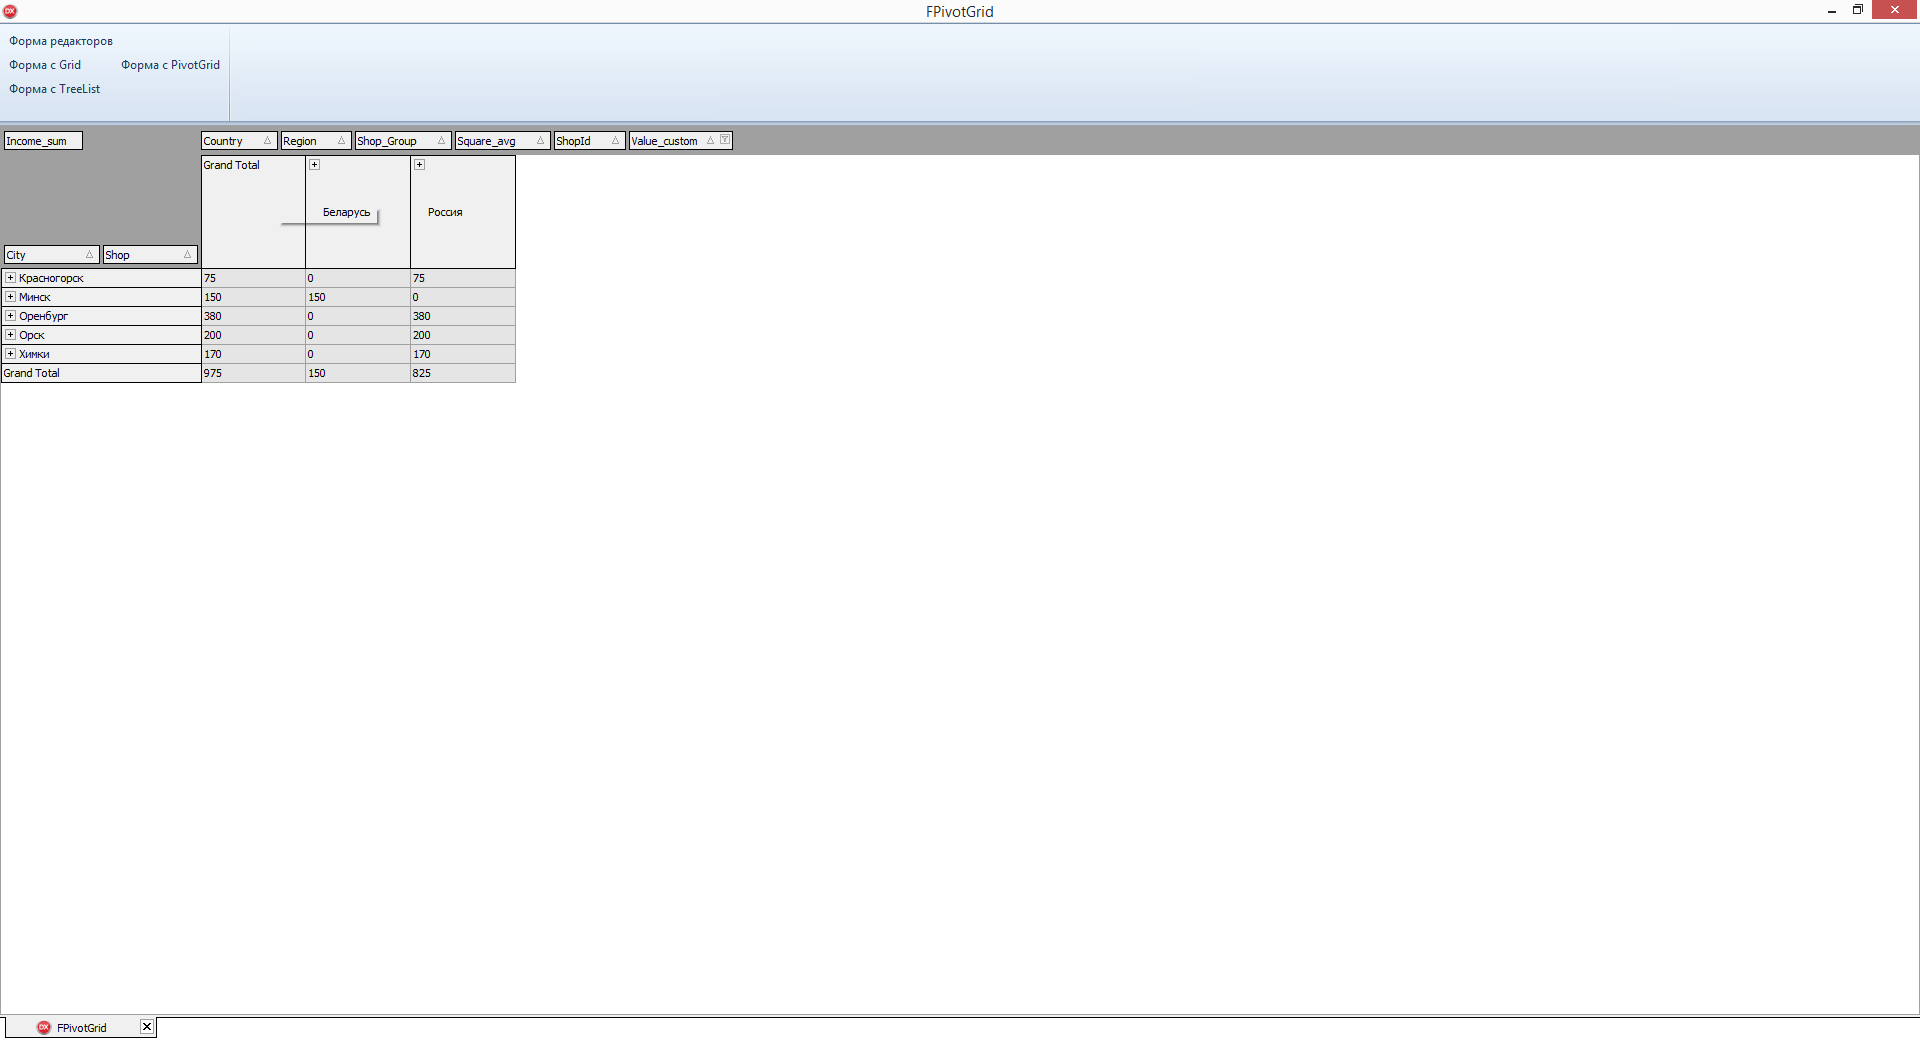 FPivotGrid
Форма редакторов
Форма с Grid Форма с PivotGrid
Форма с TreeList
Income_sum Country Region Shop_Group Square_avg ShopId Value_custom
Grand Total
Беларусь Россия
City Shop
Красногорск 75 0 75
Минск 150 150 0
Оренбург 380 0 380
Орск 200 0 200
Химки 170 0 170
Grand Total 975 150 825
DX FPivotGrid